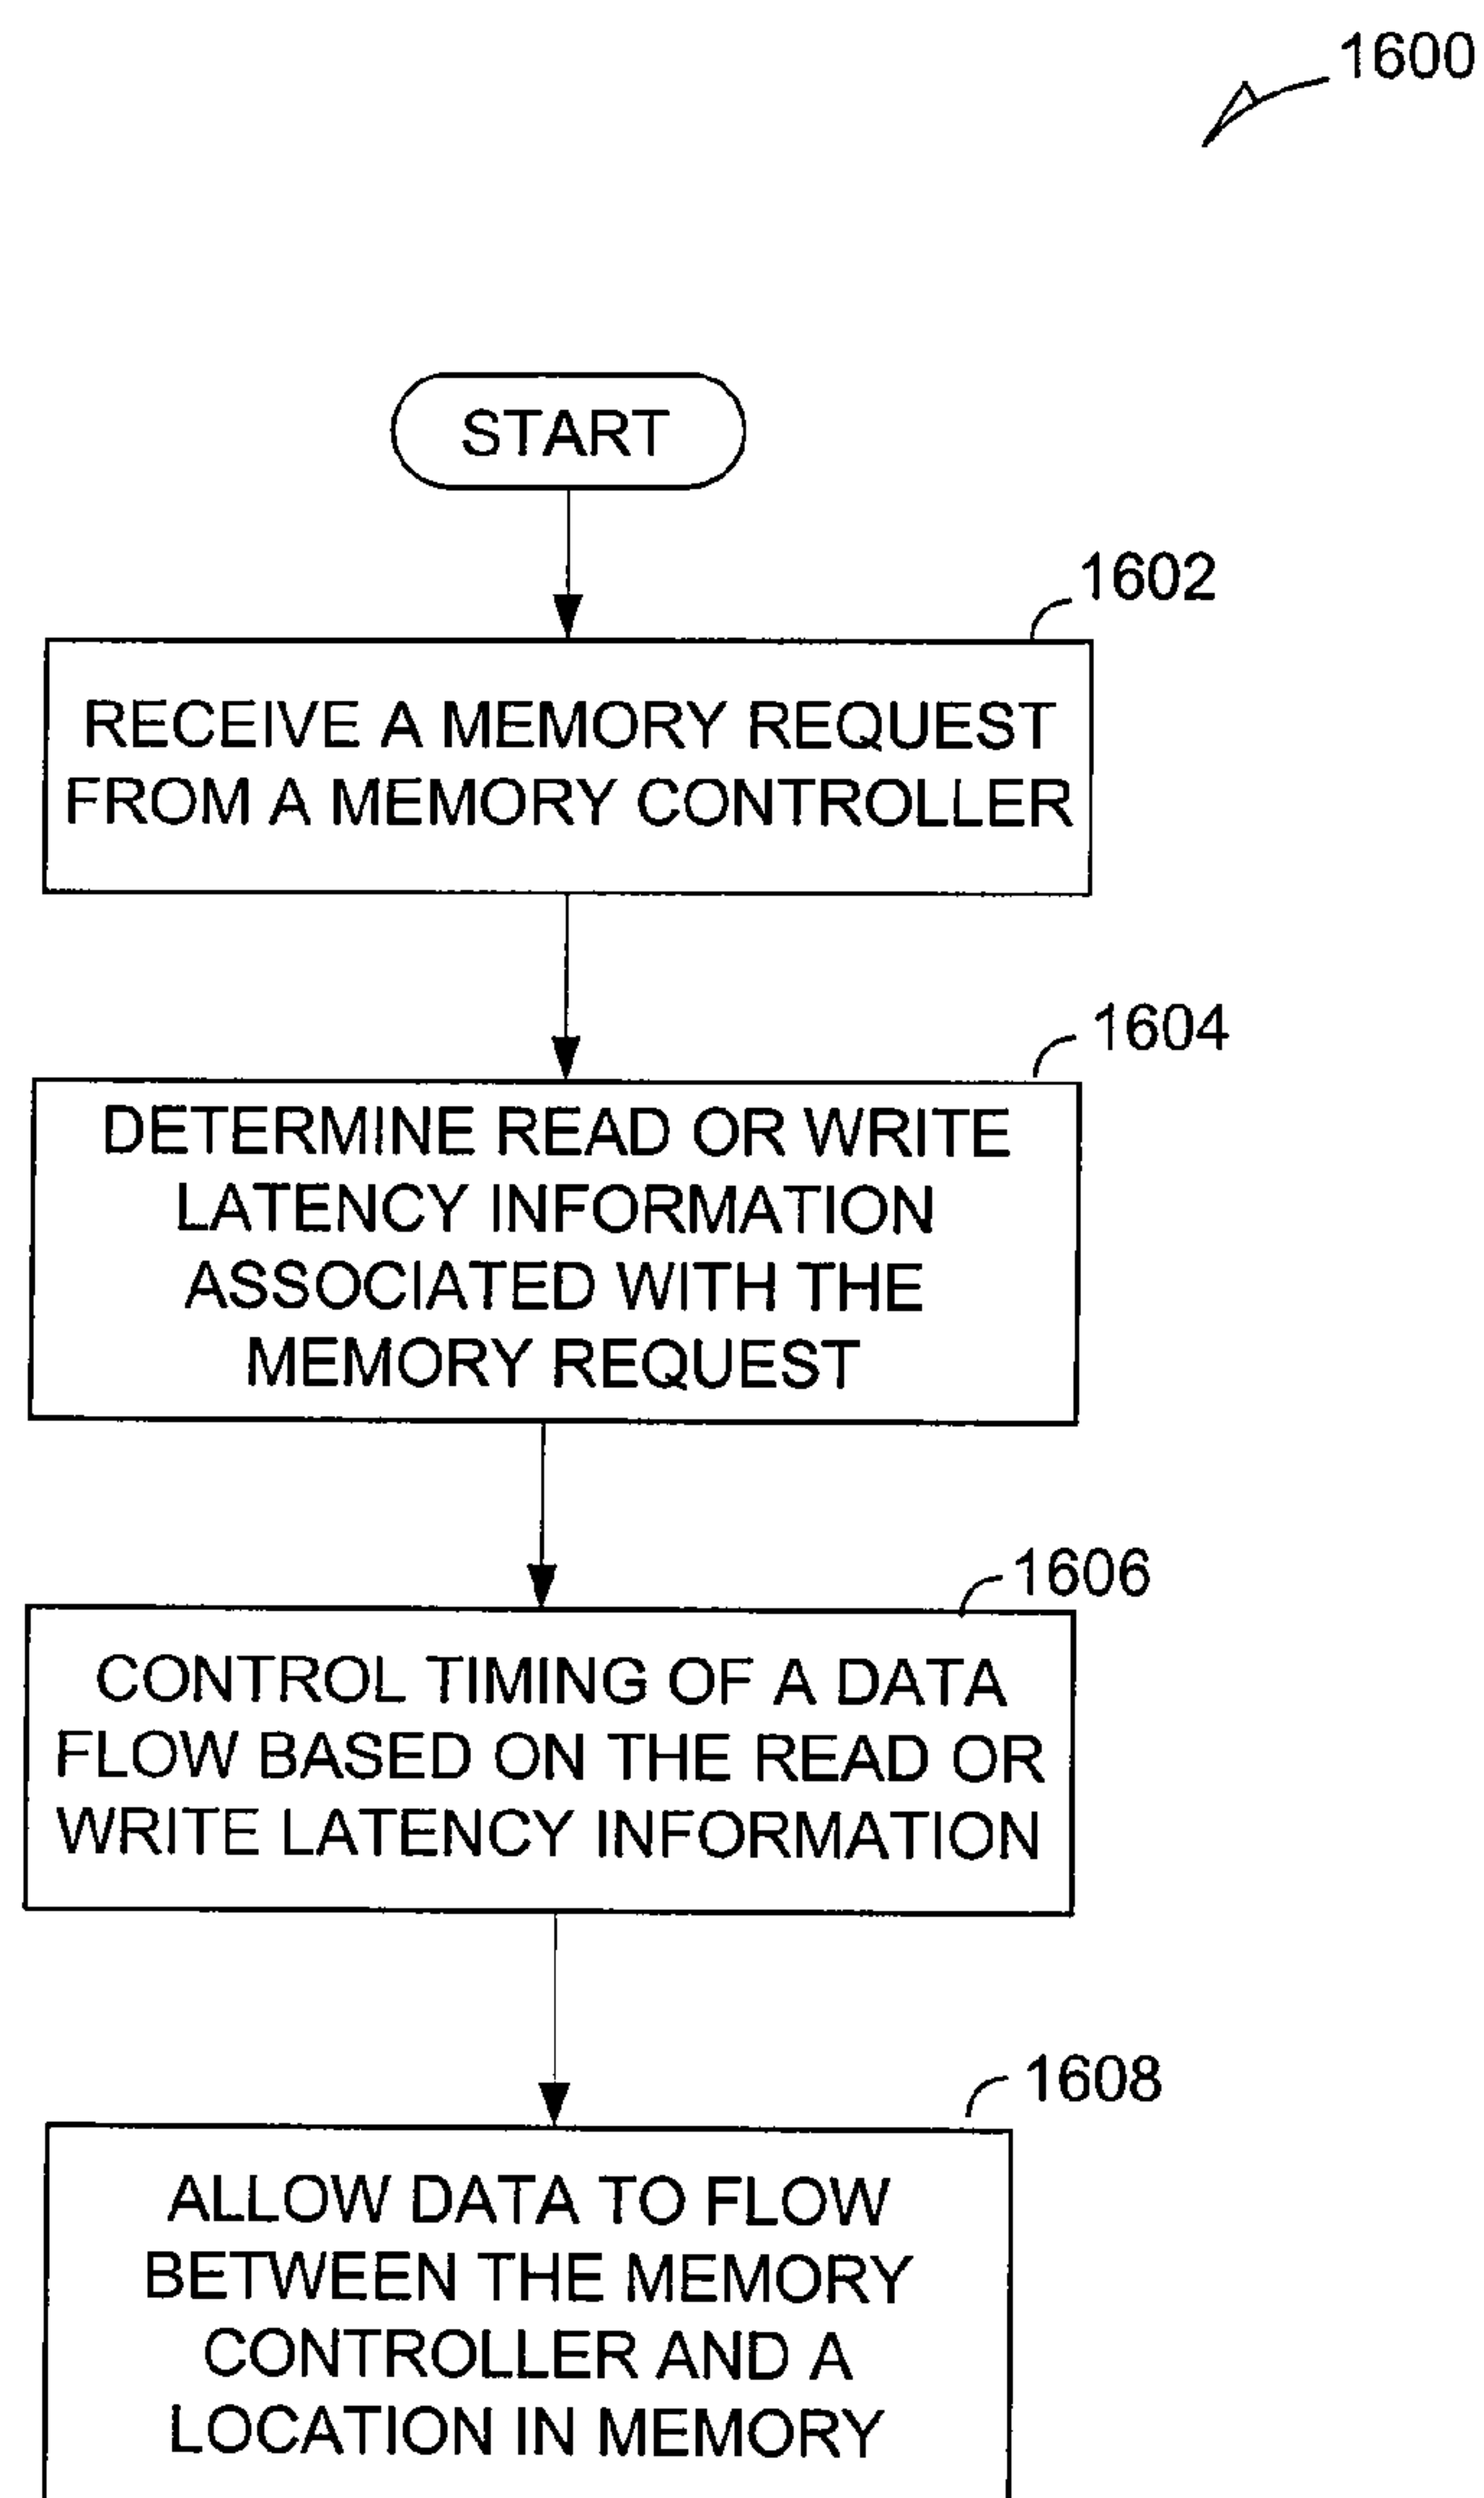 1600
START
1602
RECEIVE A MEMORY REQUEST
FROM A MEMORY CONTROLLER
1604
DETERMINE READ OR WRITE
LATENCY INFORMATION
ASSOCIATED WITH THE
MEMORY REQUEST
1606
CONTROL TIMING OF A DATA
FLOW BASED ON THE READ OR
WRITE LATENCY INFORMATION
1608
ALLOW DATA TO FLOW
BETWEEN THE MEMORY
CONTROLLER AND A
LOCATION IN MEMORY